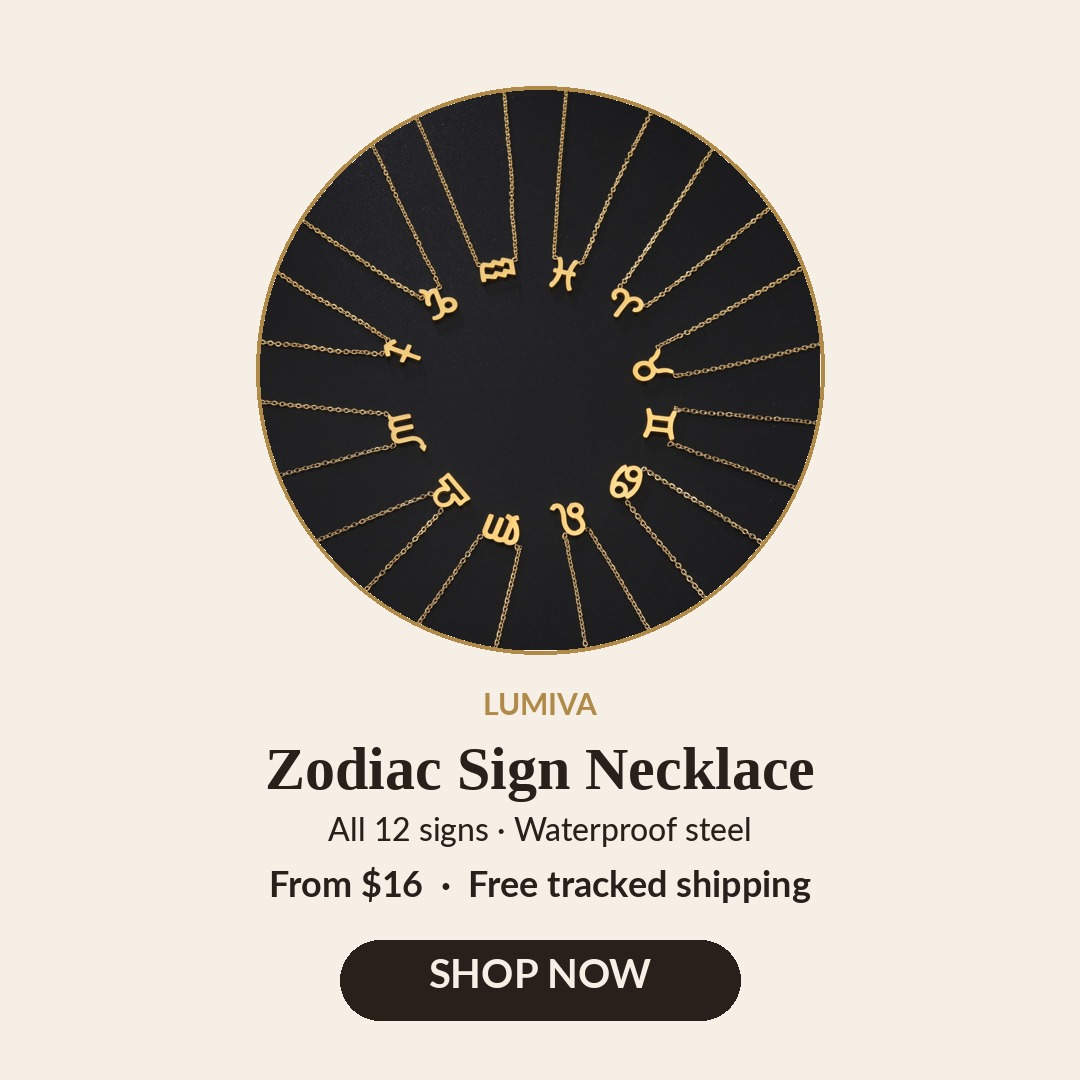 LUMIVA
Zodiac Sign Necklace
All 12 signs · Waterproof steel
From $16 · Free tracked shipping
SHOP NOW